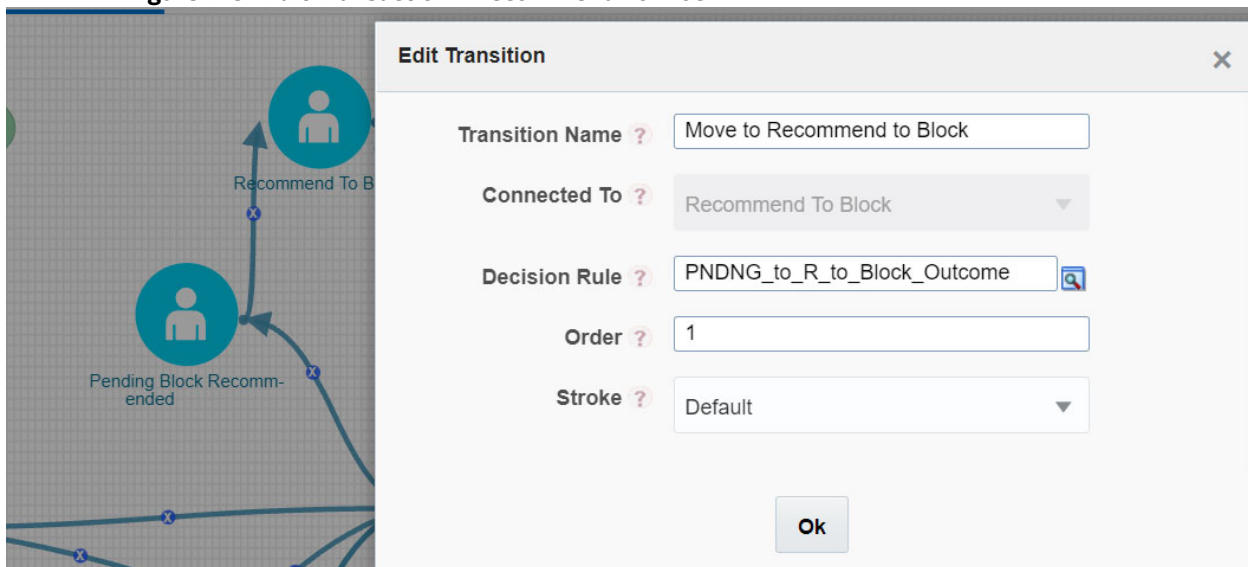 Edit Transition
Transition Name ?
Move to Recommend to Block
Recommend To B
Connected To ?
Recommend To Block
Decision Rule ?
PNDNG_to_R_to_Block_Outcome
Order ?
1
Pending Block Recomm-
ended
Stroke ?
Default
Ok